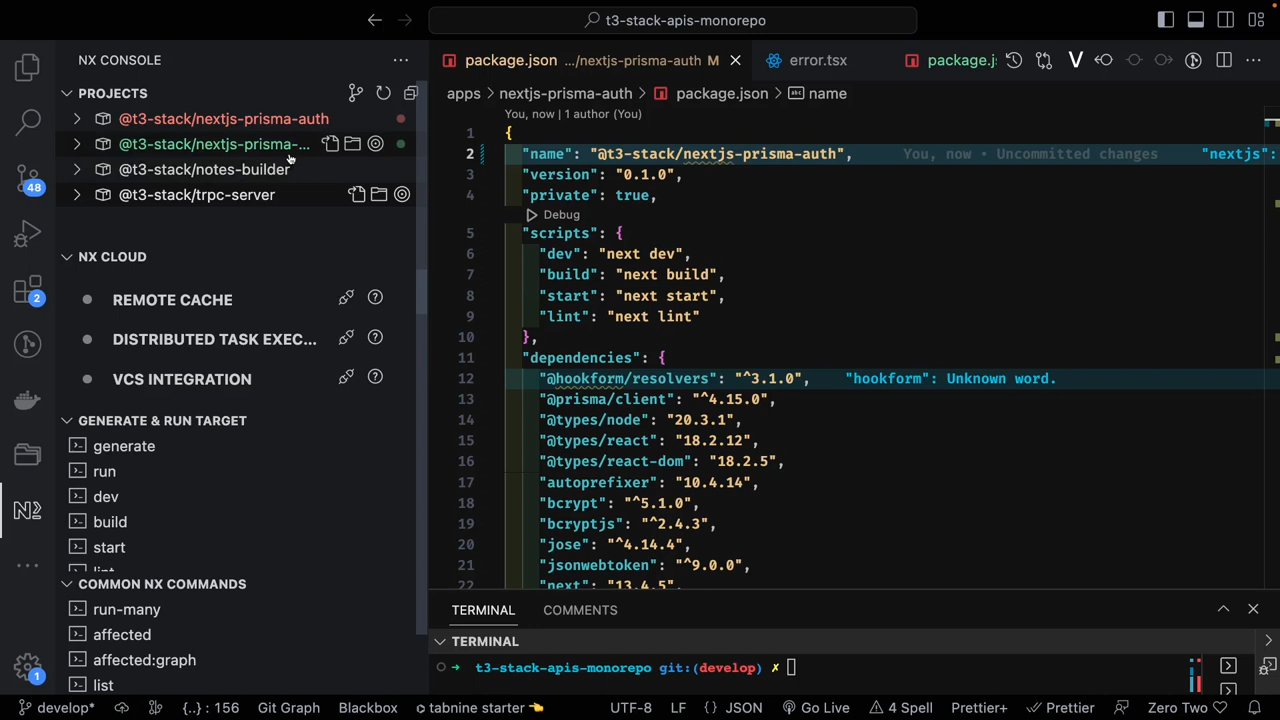 t3-stack-apis-monorepo
NX CONSOLE
PROJECTS
@t3-stack/nextjs-prisma-auth
@t3-stack/nextjs-prisma-...
@t3-stack/notes-builder
@t3-stack/trpc-server
NX CLOUD
REMOTE CACHE
DISTRIBUTED TASK EXEC...
VCS INTEGRATION
GENERATE & RUN TARGET
generate
run
dev
build
start
lint
COMMON NX COMMANDS
run-many
affected
affected:graph
list
48
2
1
package.json .../nextjs-prisma-auth M
error.tsx
package.js
apps > nextjs-prisma-auth > package.json > name
You, now | 1 author (You)
1 {
2 "name": "@t3-stack/nextjs-prisma-auth", You, now • Uncommitted changes "nextjs":
3 "version": "0.1.0",
4 "private": true,
Debug
5 "scripts": {
6 "dev": "next dev",
7 "build": "next build",
8 "start": "next start",
9 "lint": "next lint"
10 },
11 "dependencies": {
12 "@hookform/resolvers": "^3.1.0", "hookform": Unknown word.
13 "@prisma/client": "^4.15.0",
14 "@types/node": "20.3.1",
15 "@types/react": "18.2.12",
16 "@types/react-dom": "18.2.5",
17 "autoprefixer": "10.4.14",
18 "bcrypt": "^5.1.0",
19 "bcryptjs": "^2.4.3",
20 "jose": "^4.14.4",
21 "jsonwebtoken": "^9.0.0",
22 "next": "13.4.5",
TERMINAL COMMENTS
TERMINAL
t3-stack-apis-monorepo git:(develop) ✗
develop* {..} : 156 Git Graph Blackbox tabnine starter 👈 UTF-8 LF {} JSON Go Live 4 Spell Prettier+ Prettier Zero Two